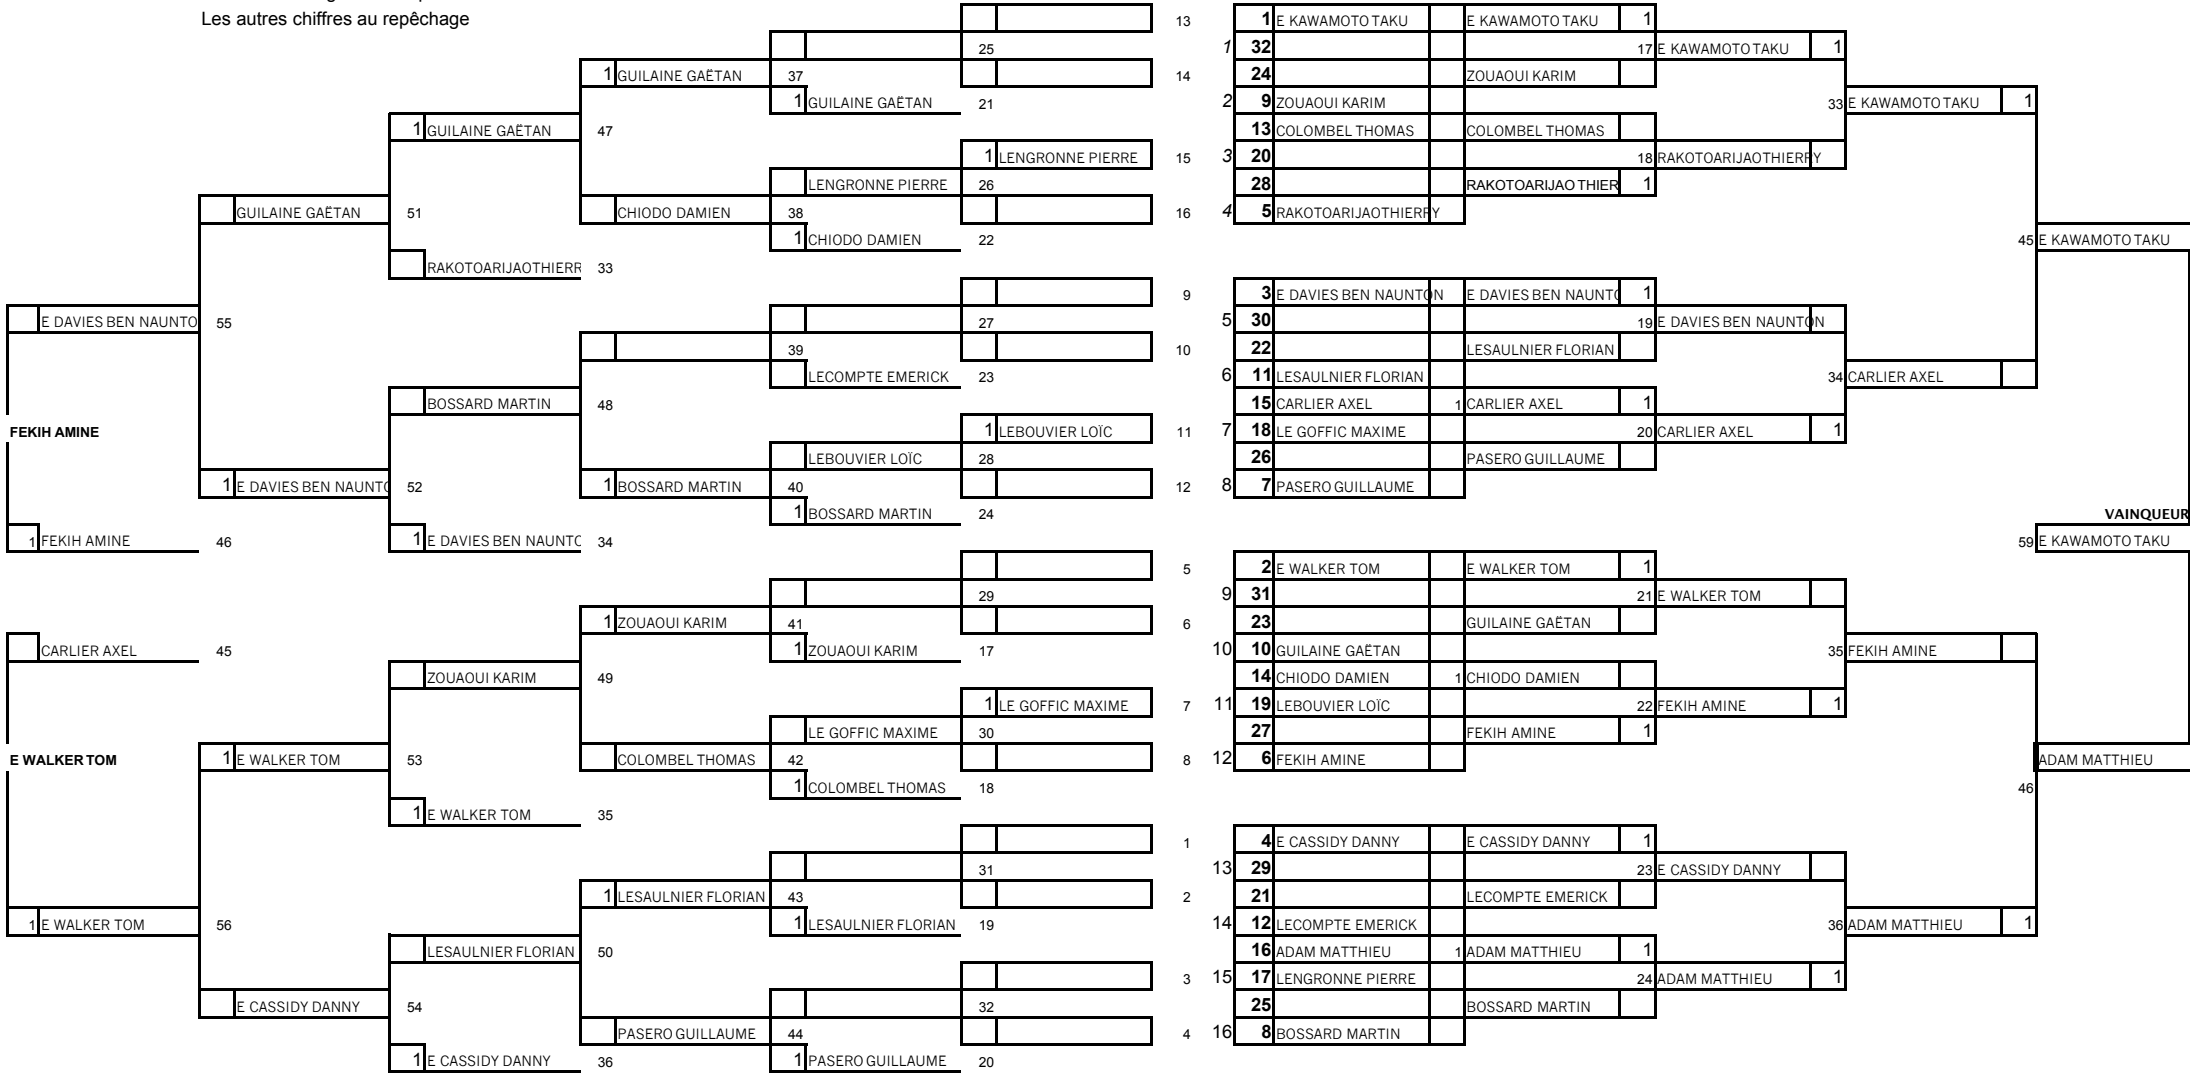 Les autres chiffres au repêchage
13 1 E KAWAMOTO TAKU E KAWAMOTO TAKU 1
25 1 32 17 E KAWAMOTO TAKU 1
1 GUILAINE GAËTAN 37 14 24 ZOUAOUI KARIM
1 GUILAINE GAËTAN 21 2 9 ZOUAOUI KARIM 33 E KAWAMOTO TAKU 1
1 GUILAINE GAËTAN 47 13 COLOMBEL THOMAS COLOMBEL THOMAS
1 LENGRONNE PIERRE 15 3 20 18 RAKOTOARIJAOTHIERRY
LENGRONNE PIERRE 26 28 RAKOTOARIJAO THIER 1
GUILAINE GAËTAN 51 CHIODO DAMIEN 38 16 4 5 RAKOTOARIJAOTHIERRY
1 CHIODO DAMIEN 22 45 E KAWAMOTO TAKU
RAKOTOARIJAOTHIERR 33
9 3 E DAVIES BEN NAUNTON E DAVIES BEN NAUNTO 1
E DAVIES BEN NAUNTO 55 27 5 30 19 E DAVIES BEN NAUNTON
39 10 22 LESAULNIER FLORIAN
LECOMPTE EMERICK 23 6 11 LESAULNIER FLORIAN 34 CARLIER AXEL
BOSSARD MARTIN 48 15 CARLIER AXEL 1 CARLIER AXEL 1
FEKIH AMINE 1 LEBOUVIER LOÏC 11 7 18 LE GOFFIC MAXIME 20 CARLIER AXEL 1
LEBOUVIER LOÏC 28 26 PASERO GUILLAUME
1 E DAVIES BEN NAUNTO 52 1 BOSSARD MARTIN 40 12 8 7 PASERO GUILLAUME
1 BOSSARD MARTIN 24 VAINQUEUR
1 FEKIH AMINE 46 1 E DAVIES BEN NAUNTO 34 59 E KAWAMOTO TAKU
5 2 E WALKER TOM E WALKER TOM 1
29 9 31 21 E WALKER TOM
1 ZOUAOUI KARIM 41 6 23 GUILAINE GAËTAN
CARLIER AXEL 45 1 ZOUAOUI KARIM 17 10 10 GUILAINE GAËTAN 35 FEKIH AMINE
ZOUAOUI KARIM 49 14 CHIODO DAMIEN 1 CHIODO DAMIEN
1 LE GOFFIC MAXIME 7 11 19 LEBOUVIER LOÏC 22 FEKIH AMINE 1
LE GOFFIC MAXIME 30 27 FEKIH AMINE 1
E WALKER TOM 1 E WALKER TOM 53 COLOMBEL THOMAS 42 8 12 6 FEKIH AMINE ADAM MATTHIEU
1 COLOMBEL THOMAS 18 46
1 E WALKER TOM 35
1 4 E CASSIDY DANNY E CASSIDY DANNY 1
31 13 29 23 E CASSIDY DANNY
1 LESAULNIER FLORIAN 43 2 21 LECOMPTE EMERICK
1 E WALKER TOM 56 1 LESAULNIER FLORIAN 19 14 12 LECOMPTE EMERICK 36 ADAM MATTHIEU 1
LESAULNIER FLORIAN 50 16 ADAM MATTHIEU 1 ADAM MATTHIEU 1
3 15 17 LENGRONNE PIERRE 24 ADAM MATTHIEU 1
E CASSIDY DANNY 54 32 25 BOSSARD MARTIN
PASERO GUILLAUME 44 4 16 8 BOSSARD MARTIN
1 E CASSIDY DANNY 36 1 PASERO GUILLAUME 20